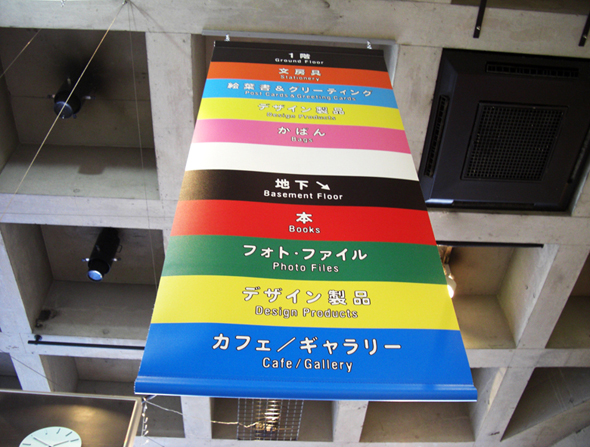 1階
Ground Floor
文房具
Stationery
絵葉書&グリーティング
Post Cards & Greeting Cards
デザイン製品
Design Products
かばん
Bags
地下↘
Basement Floor
本
Books
フォト・ファイル
Photo Files
デザイン製品
Design Products
カフェ/ギャラリー
Cafe/Gallery